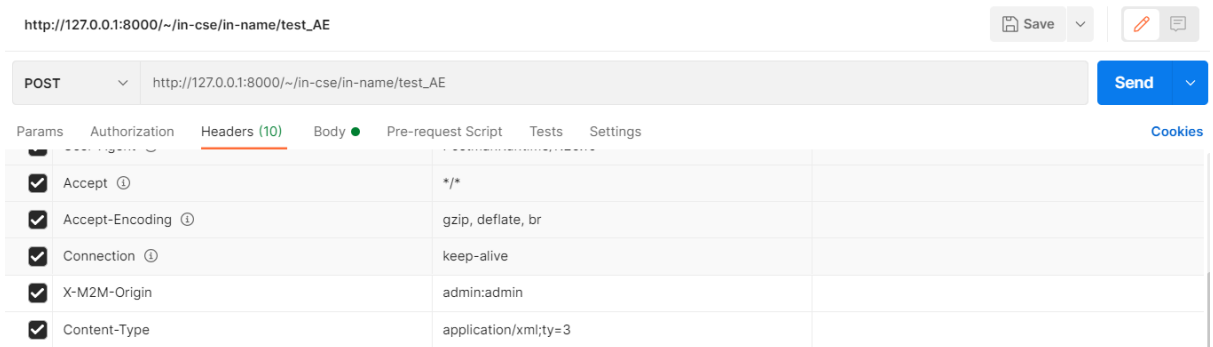 http://127.0.0.1:8000/~/in-cse/in-name/test_AE Save
POST http://127.0.0.1:8000/~/in-cse/in-name/test_AE Send
Params Authorization Headers (10) Body Pre-request Script Tests Settings Cookies
Accept */*
Accept-Encoding gzip, deflate, br
Connection keep-alive
X-M2M-Origin admin:admin
Content-Type application/xml;ty=3